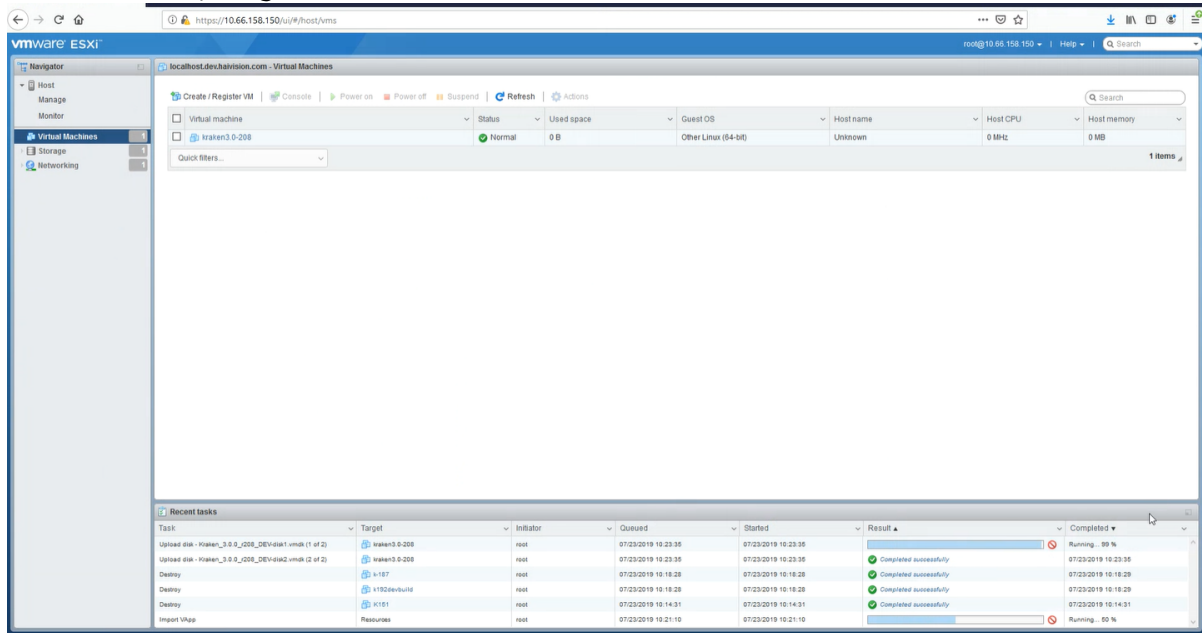 https://10.66.158.150/ui/#/host/vms
vmware ESXi™
root@10.66.158.150 | Help | Search
Navigator
localhost.dev.haivision.com - Virtual Machines
Host
Manage
Monitor
Virtual Machines 1
Storage 1
Networking 1
Create / Register VM | Console | Power on Power off Suspend | Refresh | Actions
Search
Virtual machine Status Used space Guest OS Host name Host CPU Host memory
kraken3.0-208 Normal 0 B Other Linux (64-bit) Unknown 0 MHz 0 MB
Quick filters... 1 items
Recent tasks
Task Target Initiator Queued Started Result Completed
Upload disk - Kraken_3.0.0_r208_DEV-disk1.vmdk (1 of 2) kraken3.0-208 root 07/23/2019 10:23:35 07/23/2019 10:23:35 Running... 99 %
Upload disk - Kraken_3.0.0_r208_DEV-disk2.vmdk (2 of 2) kraken3.0-208 root 07/23/2019 10:23:35 07/23/2019 10:23:35 Completed successfully 07/23/2019 10:23:35
Destroy k-187 root 07/23/2019 10:18:28 07/23/2019 10:18:28 Completed successfully 07/23/2019 10:18:29
Destroy k192devbuild root 07/23/2019 10:18:28 07/23/2019 10:18:28 Completed successfully 07/23/2019 10:18:29
Destroy K181 root 07/23/2019 10:14:31 07/23/2019 10:14:31 Completed successfully 07/23/2019 10:14:31
Import VApp Resources root 07/23/2019 10:21:10 07/23/2019 10:21:10 Running... 50 %